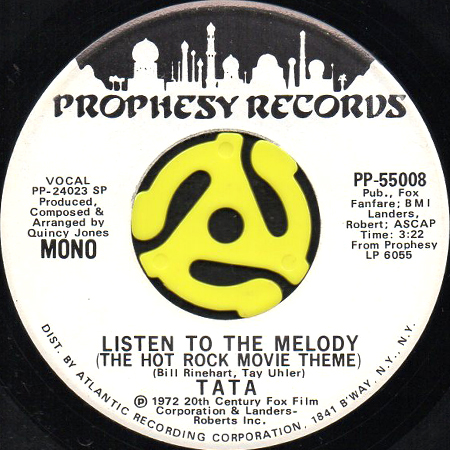 PROPHESY RECORDS
VOCAL
PP-24023 SP
Produced,
Composed &
Arranged by
Quincy Jones
MONO
PP-55008
Pub., Fox
Fanfare; BMI
Landers,
Robert; ASCAP
Time: 3:22
From Prophesy
LP 6055
LISTEN TO THE MELODY
(THE HOT ROCK MOVIE THEME)
(Bill Rinehart, Tay Uhler)
TATA
℗ 1972 20th Century Fox Film
Corporation & Landers-
Roberts Inc.
DIST. BY ATLANTIC RECORDING CORPORATION, 1841 B'WAY, N.Y., N.Y.